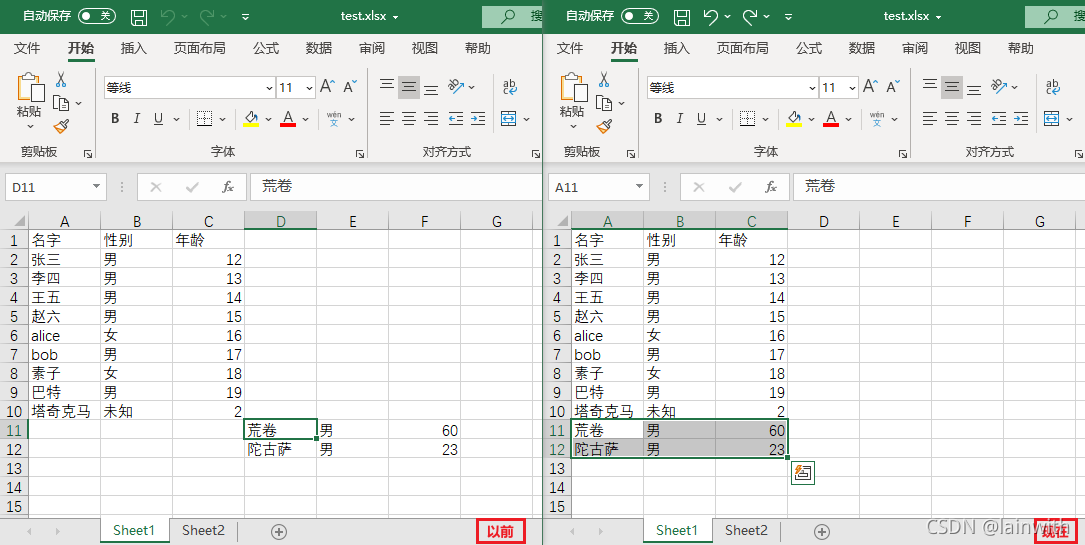 自动保存 关 test.xlsx 搜
文件 开始 插入 页面布局 公式 数据 审阅 视图 帮助
粘贴 等线 11 A A ab
B I U A wén 文
剪贴板 字体 对齐方式
D11 fx 荒卷
A B C D E F G
1 名字 性别 年龄
2 张三 男 12
3 李四 男 13
4 王五 男 14
5 赵六 男 15
6 alice 女 16
7 bob 男 17
8 素子 女 18
9 巴特 男 19
10 塔奇克马 未知 2
11 荒卷 男 60
12 陀古萨 男 23
13
14
15
Sheet1 Sheet2 以前
自动保存 关 test.xlsx 搜
文件 开始 插入 页面布局 公式 数据 审阅 视图 帮助
粘贴 等线 11 A A ab
B I U A wén 文
剪贴板 字体 对齐方式
A11 fx 荒卷
A B C D E F G
1 名字 性别 年龄
2 张三 男 12
3 李四 男 13
4 王五 男 14
5 赵六 男 15
6 alice 女 16
7 bob 男 17
8 素子 女 18
9 巴特 男 19
10 塔奇克马 未知 2
11 荒卷 男 60
12 陀古萨 男 23
13
14
15
Sheet1 Sheet2 现在
CSDN @lainwith